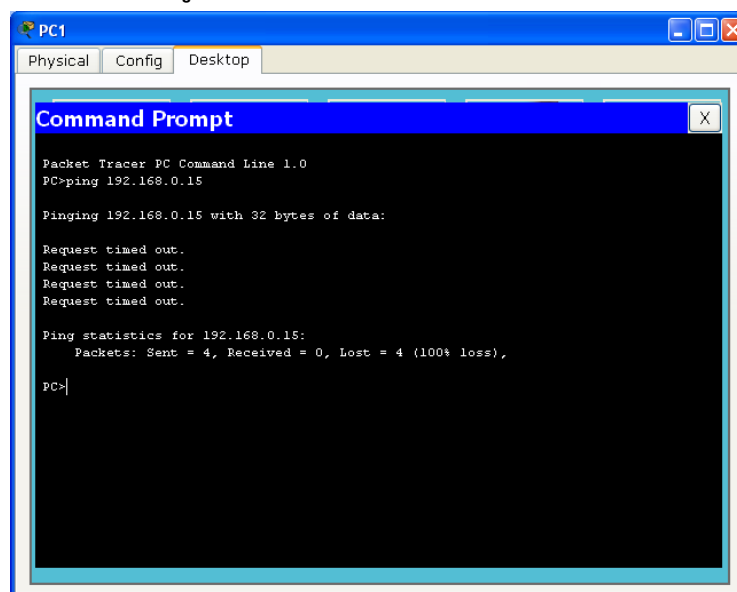 PC1
Physical Config Desktop
Command Prompt
X
Packet Tracer PC Command Line 1.0
PC>ping 192.168.0.15
Pinging 192.168.0.15 with 32 bytes of data:
Request timed out.
Request timed out.
Request timed out.
Request timed out.
Ping statistics for 192.168.0.15:
Packets: Sent = 4, Received = 0, Lost = 4 (100% loss),
PC>